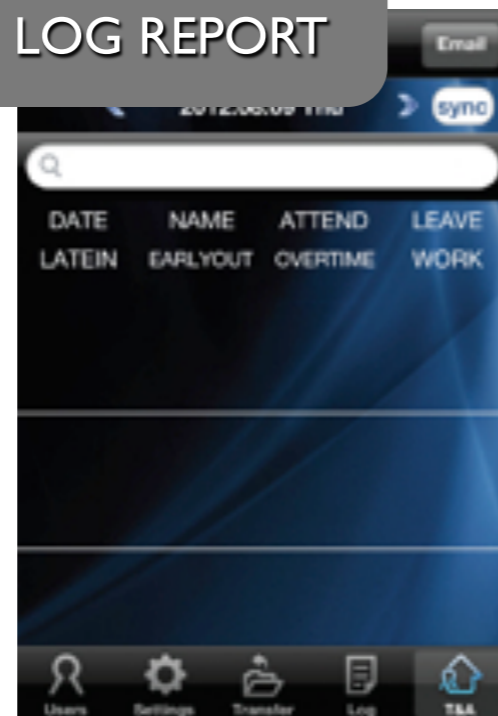 LOG REPORT
Email
sync
DATE NAME ATTEND LEAVE
LATEIN EARLYOUT OVERTIME WORK
Users Settings Transfer Log T&A